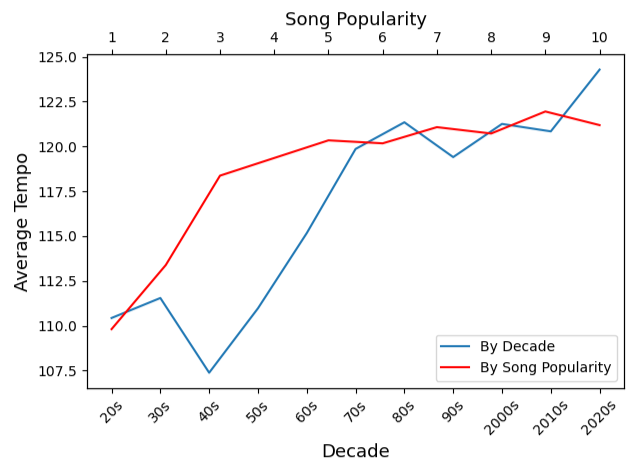 Song Popularity
1 2 3 4 5 6 7 8 9 10
125.0
122.5
120.0
117.5
115.0
112.5
110.0
107.5
Average Tempo
By Decade
By Song Popularity
20s 30s 40s 50s 60s 70s 80s 90s 2000s 2010s 2020s
Decade